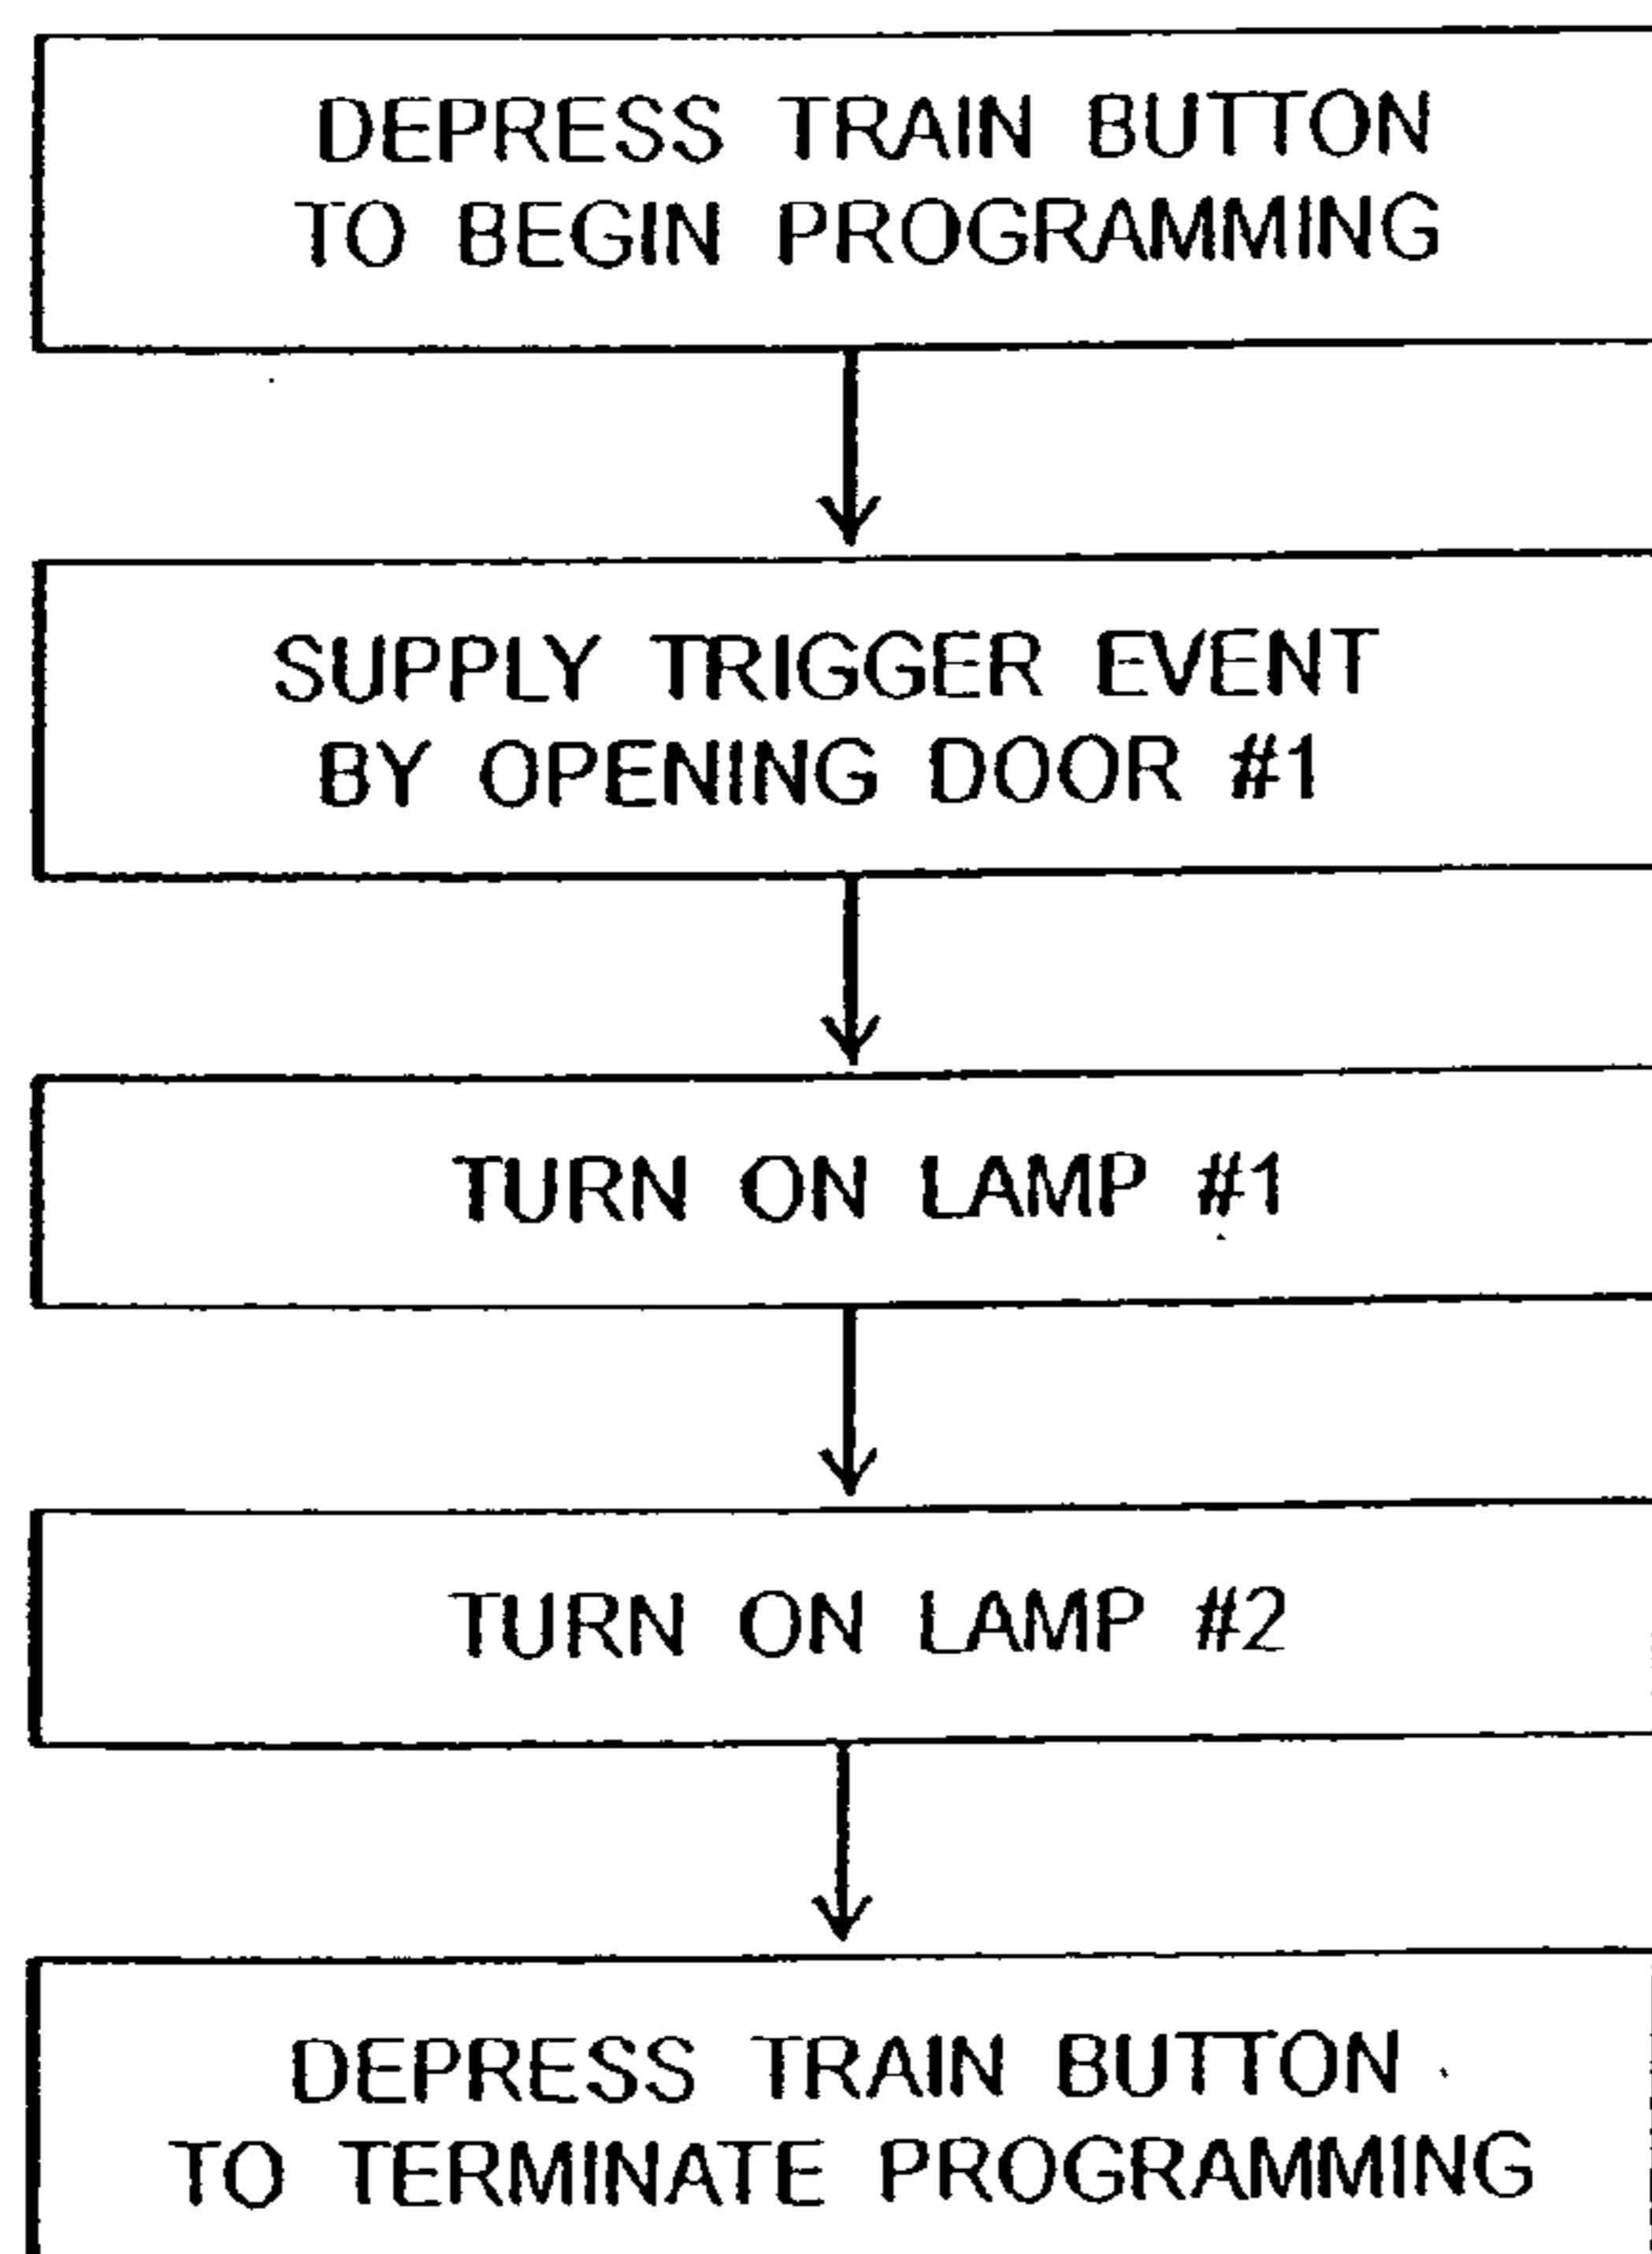 DEPRESS TRAIN BUTTON
TO BEGIN PROGRAMMING
SUPPLY TRIGGER EVENT
BY OPENING DOOR #1
TURN ON LAMP #1
TURN ON LAMP #2
DEPRESS TRAIN BUTTON
TO TERMINATE PROGRAMMING